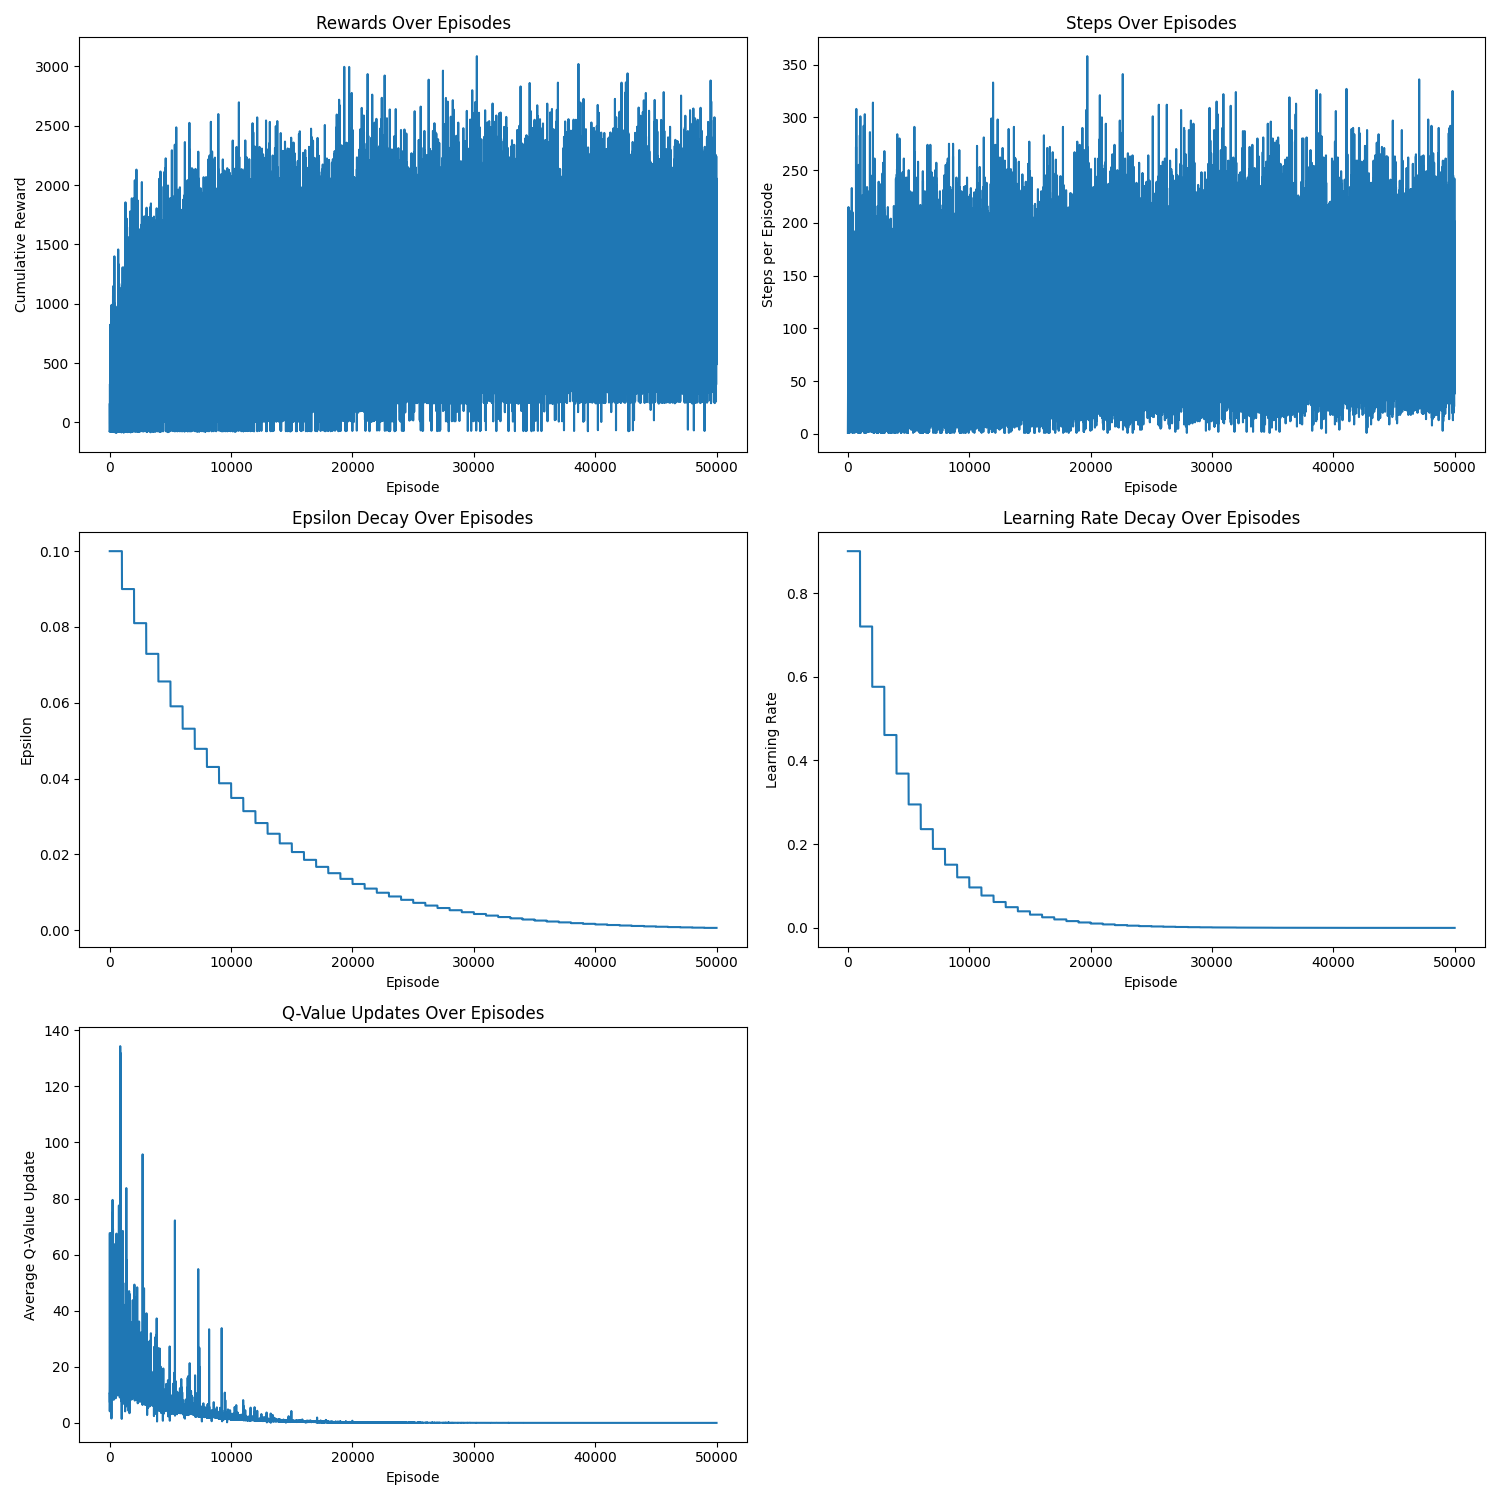 Rewards Over Episodes
Cumulative Reward
3000
2500
2000
1500
1000
500
0
0 10000 20000 30000 40000 50000
Episode
Steps Over Episodes
Steps per Episode
350
300
250
200
150
100
50
0
0 10000 20000 30000 40000 50000
Episode
Epsilon Decay Over Episodes
Epsilon
0.10
0.08
0.06
0.04
0.02
0.00
0 10000 20000 30000 40000 50000
Episode
Learning Rate Decay Over Episodes
Learning Rate
0.8
0.6
0.4
0.2
0.0
0 10000 20000 30000 40000 50000
Episode
Q-Value Updates Over Episodes
Average Q-Value Update
140
120
100
80
60
40
20
0
0 10000 20000 30000 40000 50000
Episode